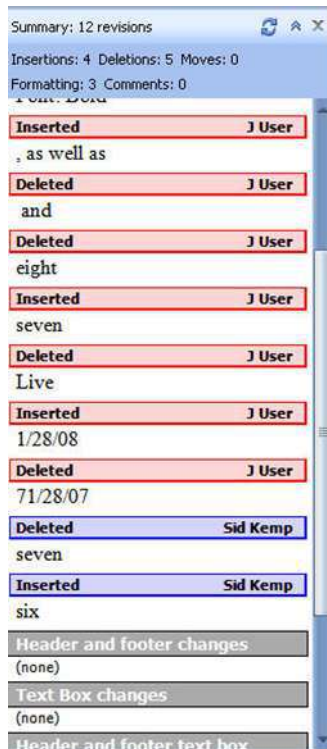 Summary: 12 revisions
Insertions: 4 Deletions: 5 Moves: 0
Formatting: 3 Comments: 0
Font: Bold
Inserted J User
, as well as
Deleted J User
and
Deleted J User
eight
Inserted J User
seven
Deleted J User
Live
Inserted J User
1/28/08
Deleted J User
71/28/07
Deleted Sid Kemp
seven
Inserted Sid Kemp
six
Header and footer changes
(none)
Text Box changes
(none)
Header and footer text box